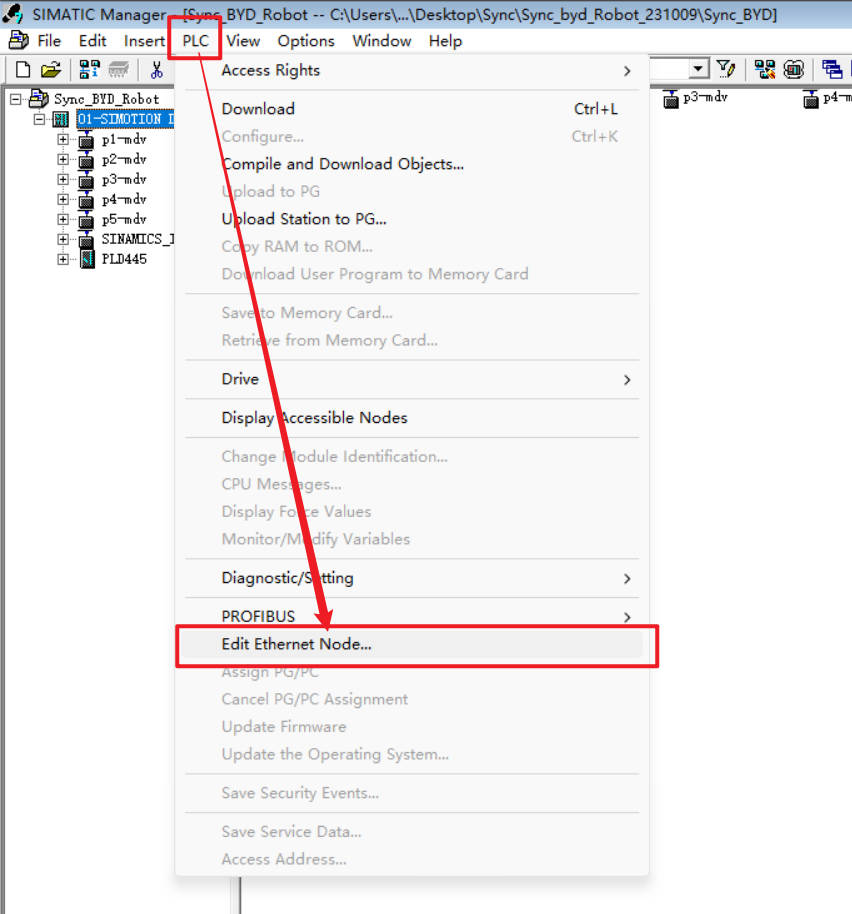 SIMATIC Manager - [Sync_BYD_Robot -- C:\Users\...\Desktop\Sync\Sync_byd_Robot_231009\Sync_BYD]
File Edit Insert PLC View Options Window Help
Access Rights
Sync_BYD_Robot
p3-mdv
p4-m
Download Ctrl+L
01-SIMOTION D
Configure... Ctrl+K
p1-mdv
p2-mdv
Compile and Download Objects...
p3-mdv
Upload to PG
p4-mdv
Upload Station to PG...
p5-mdv
SINAMICS_I
Copy RAM to ROM...
PLD445
Download User Program to Memory Card
Save to Memory Card...
Retrieve from Memory Card...
Drive
Display Accessible Nodes
Change Module Identification...
CPU Messages...
Display Force Values
Monitor/Modify Variables
Diagnostic/Setting
PROFIBUS
Edit Ethernet Node...
Assign PG/PC
Cancel PG/PC Assignment
Update Firmware
Update the Operating System...
Save Security Events...
Save Service Data...
Access Address...